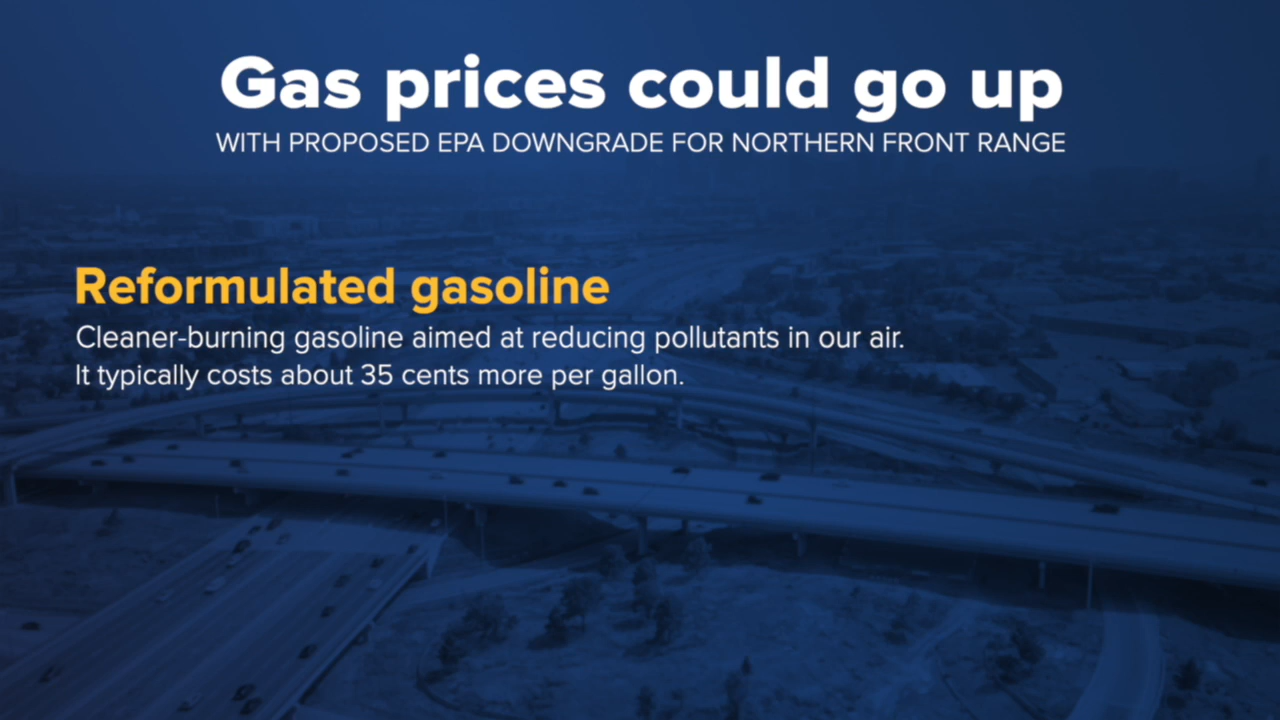 Gas prices could go up
WITH PROPOSED EPA DOWNGRADE FOR NORTHERN FRONT RANGE
Reformulated gasoline
Cleaner-burning gasoline aimed at reducing pollutants in our air.
It typically costs about 35 cents more per gallon.